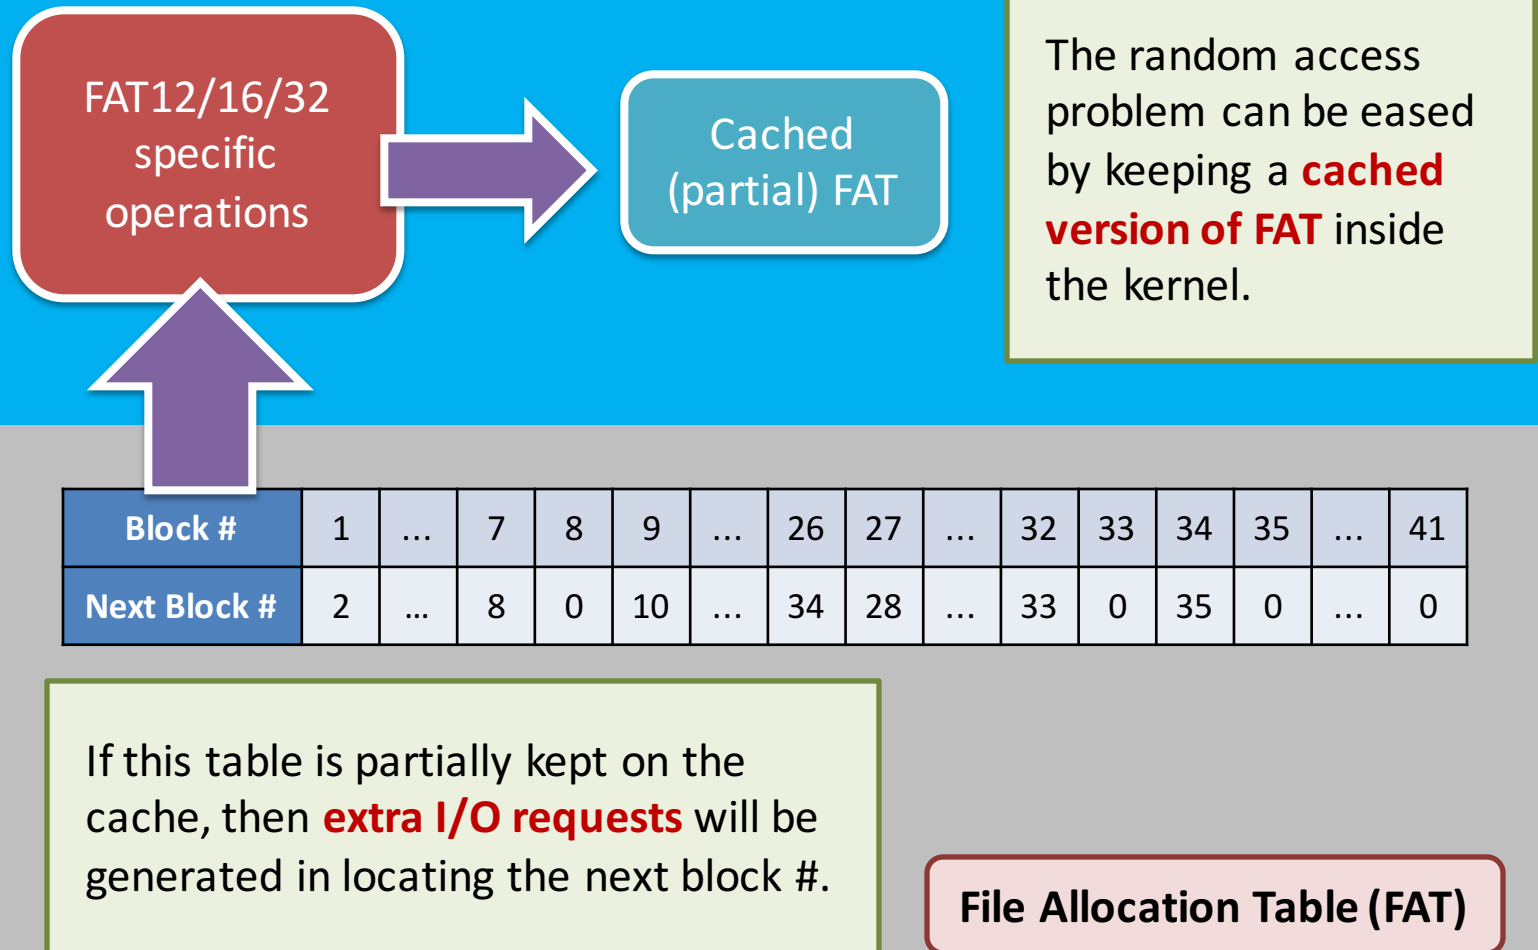 FAT12/16/32
specific
operations
Cached
(partial) FAT
The random access
problem can be eased
by keeping a cached
version of FAT inside
the kernel.
Block # 1 ... 7 8 9 ... 26 27 ... 32 33 34 35 ... 41
Next Block # 2 ... 8 0 10 ... 34 28 ... 33 0 35 0 ... 0
If this table is partially kept on the
cache, then extra I/O requests will be
generated in locating the next block #.
File Allocation Table (FAT)